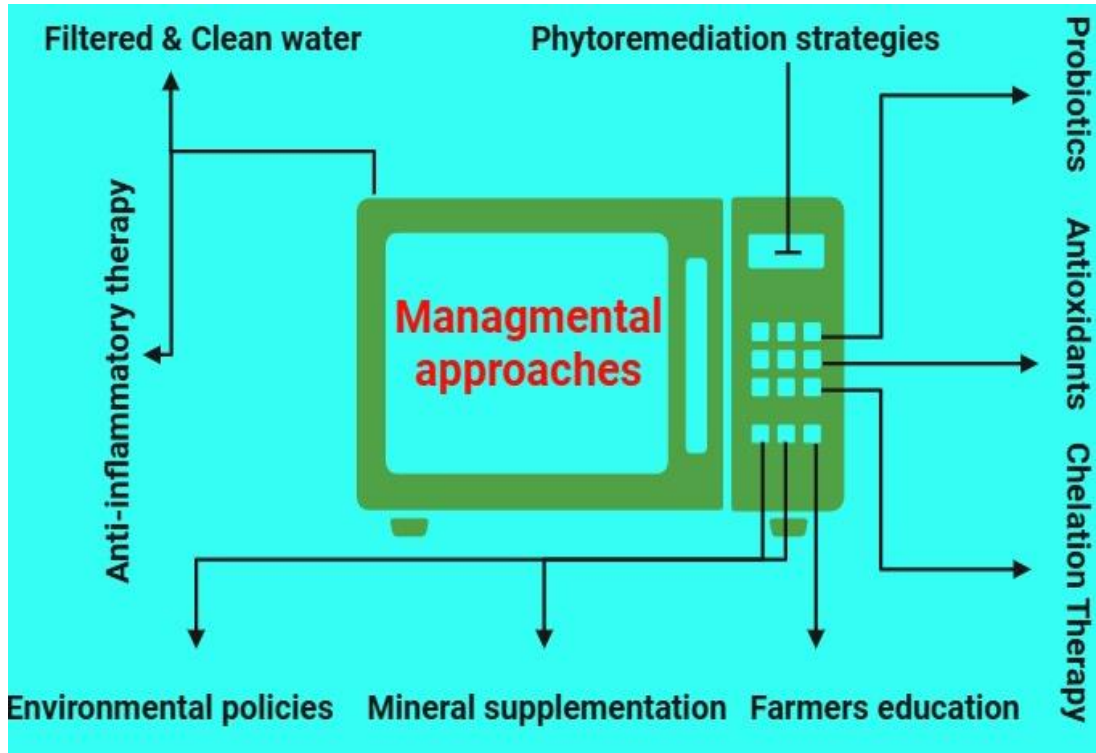 Filtered & Clean water
Phytoremediation strategies
Probiotics
Anti-inflammatory therapy
Antioxidants
Managmental
approaches
Chelation Therapy
Environmental policies
Mineral supplementation
Farmers education